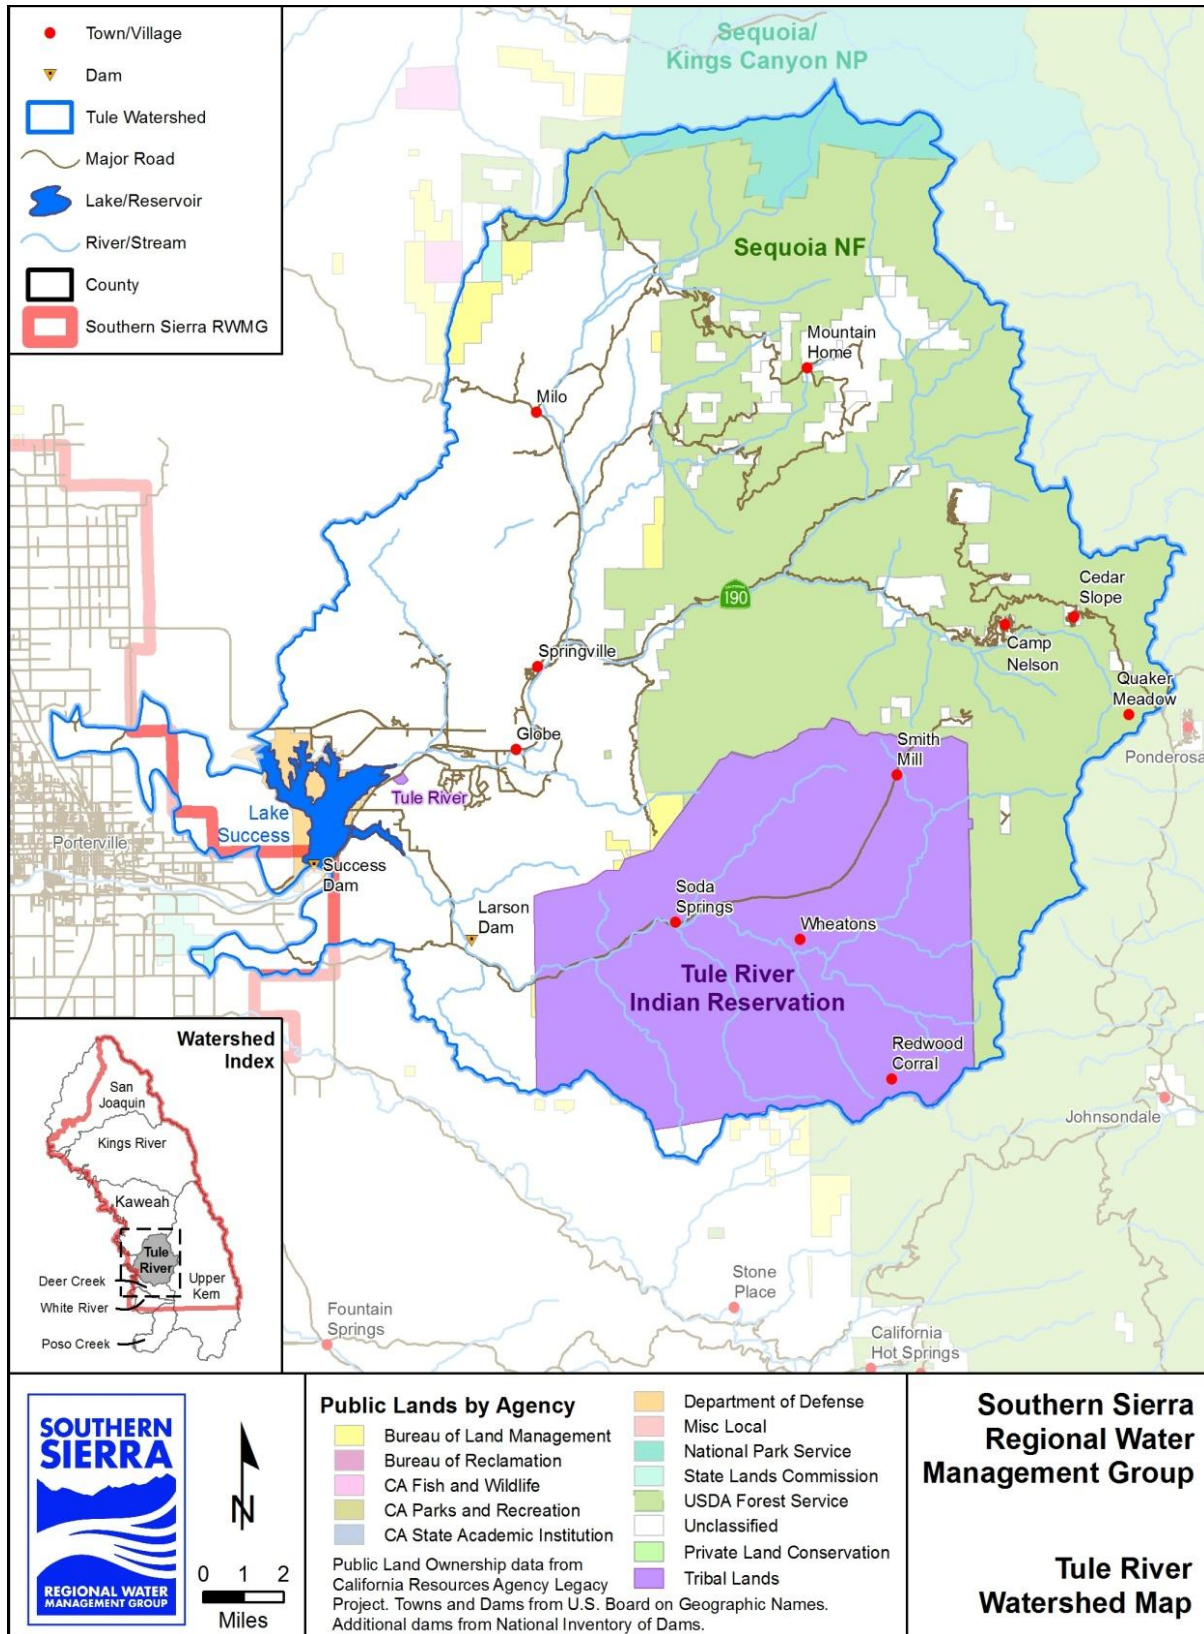 Town/Village
Dam
Tule Watershed
Major Road
Lake/Reservoir
River/Stream
County
Southern Sierra RWMG
Sequoia/
Kings Canyon NP
Sequoia NF
Mountain
Home
Milo
190
Cedar
Slope
Camp
Nelson
Springville
Quaker
Meadow
Globe
Smith
Mill
Ponderosa
Tule River
Lake
Success
Porterville
Success
Dam
Larson
Dam
Soda
Springs
Wheatons
Tule River
Indian Reservation
Redwood
Corral
Johnsondale
Stone
Place
Fountain
Springs
California
Hot Springs
Watershed
Index
San
Joaquin
Kings River
Kaweah
Tule
River
Deer Creek
Upper
Kern
White River
Poso Creek
SOUTHERN
SIERRA
REGIONAL WATER
MANAGEMENT GROUP
N
0 1 2
Miles
Public Lands by Agency
Bureau of Land Management
Bureau of Reclamation
CA Fish and Wildlife
CA Parks and Recreation
CA State Academic Institution
Department of Defense
Misc Local
National Park Service
State Lands Commission
USDA Forest Service
Unclassified
Private Land Conservation
Tribal Lands
Public Land Ownership data from
California Resources Agency Legacy
Project. Towns and Dams from U.S. Board on Geographic Names.
Additional dams from National Inventory of Dams.
Southern Sierra
Regional Water
Management Group
Tule River
Watershed Map